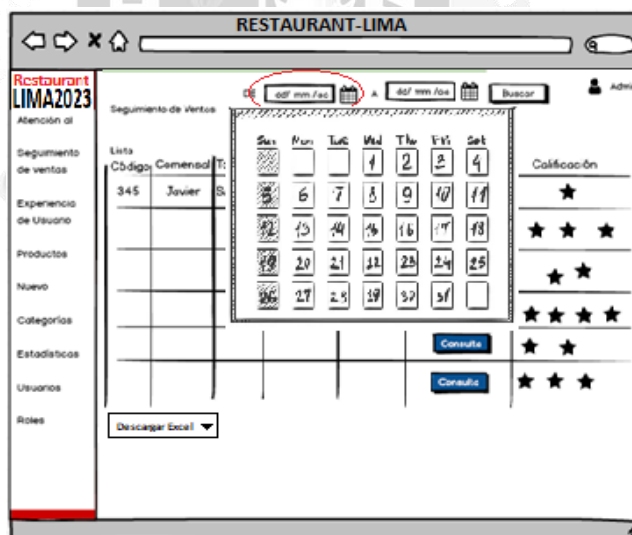 RESTAURANT-LIMA
Restaurant
LIMA2023
Atención al
Seguimiento
de ventas
Experiencia
de Usuario
Productos
Nuevo
Categorías
Estadísticas
Usuarios
Roles
DE dd/ mm /aa A dd/ mm /aa Buscar Admi
Seguimiento de Ventas
Lista
Código Comensal Calificación
345 Javier
Sun Mon Tue Wed Thu Fri Sat
1 2 3 4
5 6 7 8 9 10 11
12 13 14 15 16 17 18
19 20 21 22 23 24 25
26 27 28 29 30 31
Consulta
Consulta
Descargar Excel